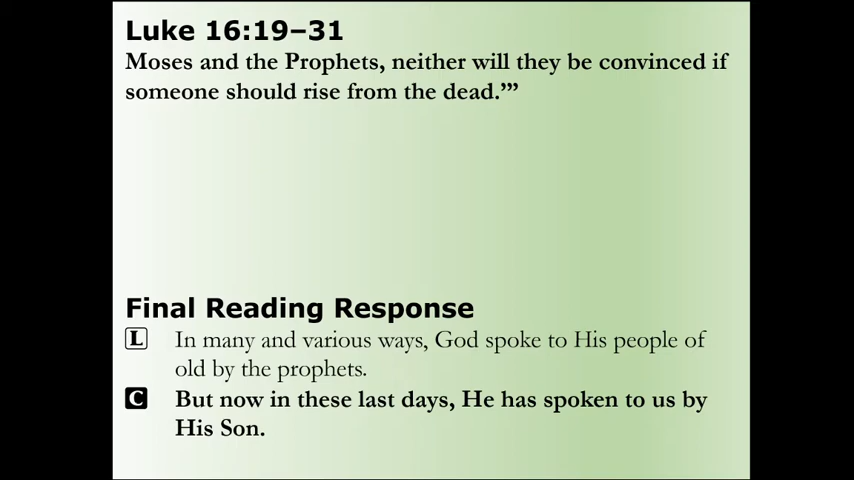 Luke 16:19–31
Moses and the Prophets, neither will they be convinced if
someone should rise from the dead.’”
Final Reading Response
L In many and various ways, God spoke to His people of
old by the prophets.
C But now in these last days, He has spoken to us by
His Son.